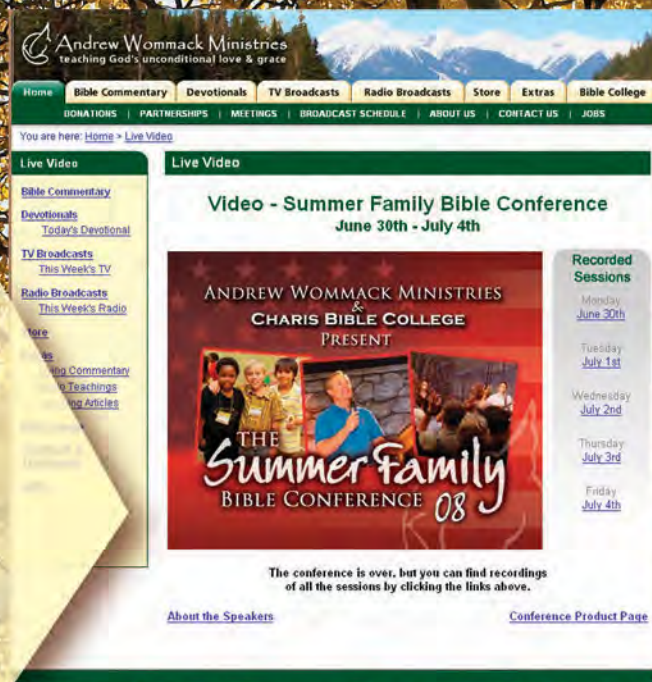 Andrew Wommack Ministries
teaching God's unconditional love & grace
Home Bible Commentary Devotionals TV Broadcasts Radio Broadcasts Store Extras Bible College
DONATIONS | PARTNERSHIPS | MEETINGS | BROADCAST SCHEDULE | ABOUT US | CONTACT US | JOBS
You are here: Home > Live Video
Live Video
Bible Commentary
Devotionals
Today's Devotional
TV Broadcasts
This Week's TV
Radio Broadcasts
This Week's Radio
Commentary
Teachings
Articles
Live Video
Video - Summer Family Bible Conference
June 30th - July 4th
ANDREW WOMMACK MINISTRIES
&
CHARIS BIBLE COLLEGE
PRESENT
THE
Summer Family
BIBLE CONFERENCE 08
Recorded
Sessions
Monday
June 30th
Tuesday
July 1st
Wednesday
July 2nd
Thursday
July 3rd
Friday
July 4th
The conference is over, but you can find recordings
of all the sessions by clicking the links above.
About the Speakers
Conference Product Page